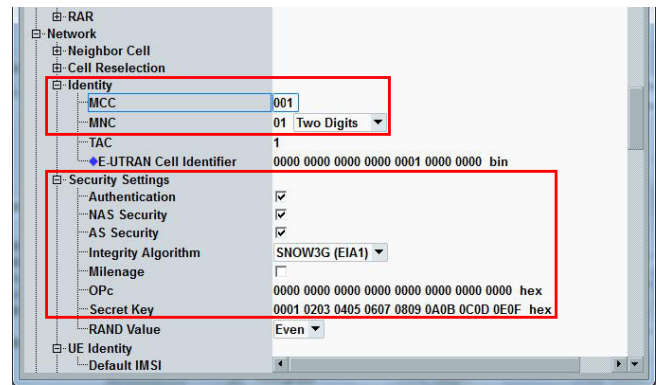 RAR
Network
Neighbor Cell
Cell Reselection
Identity
MCC 001
MNC 01 Two Digits
TAC 1
E-UTRAN Cell Identifier 0000 0000 0000 0000 0001 0000 0000 bin
Security Settings
Authentication
NAS Security
AS Security
Integrity Algorithm SNOW3G (EIA1)
Milenage
OPc 0000 0000 0000 0000 0000 0000 0000 0000 hex
Secret Key 0001 0203 0405 0607 0809 0A0B 0C0D 0E0F hex
RAND Value Even
UE Identity
Default IMSI